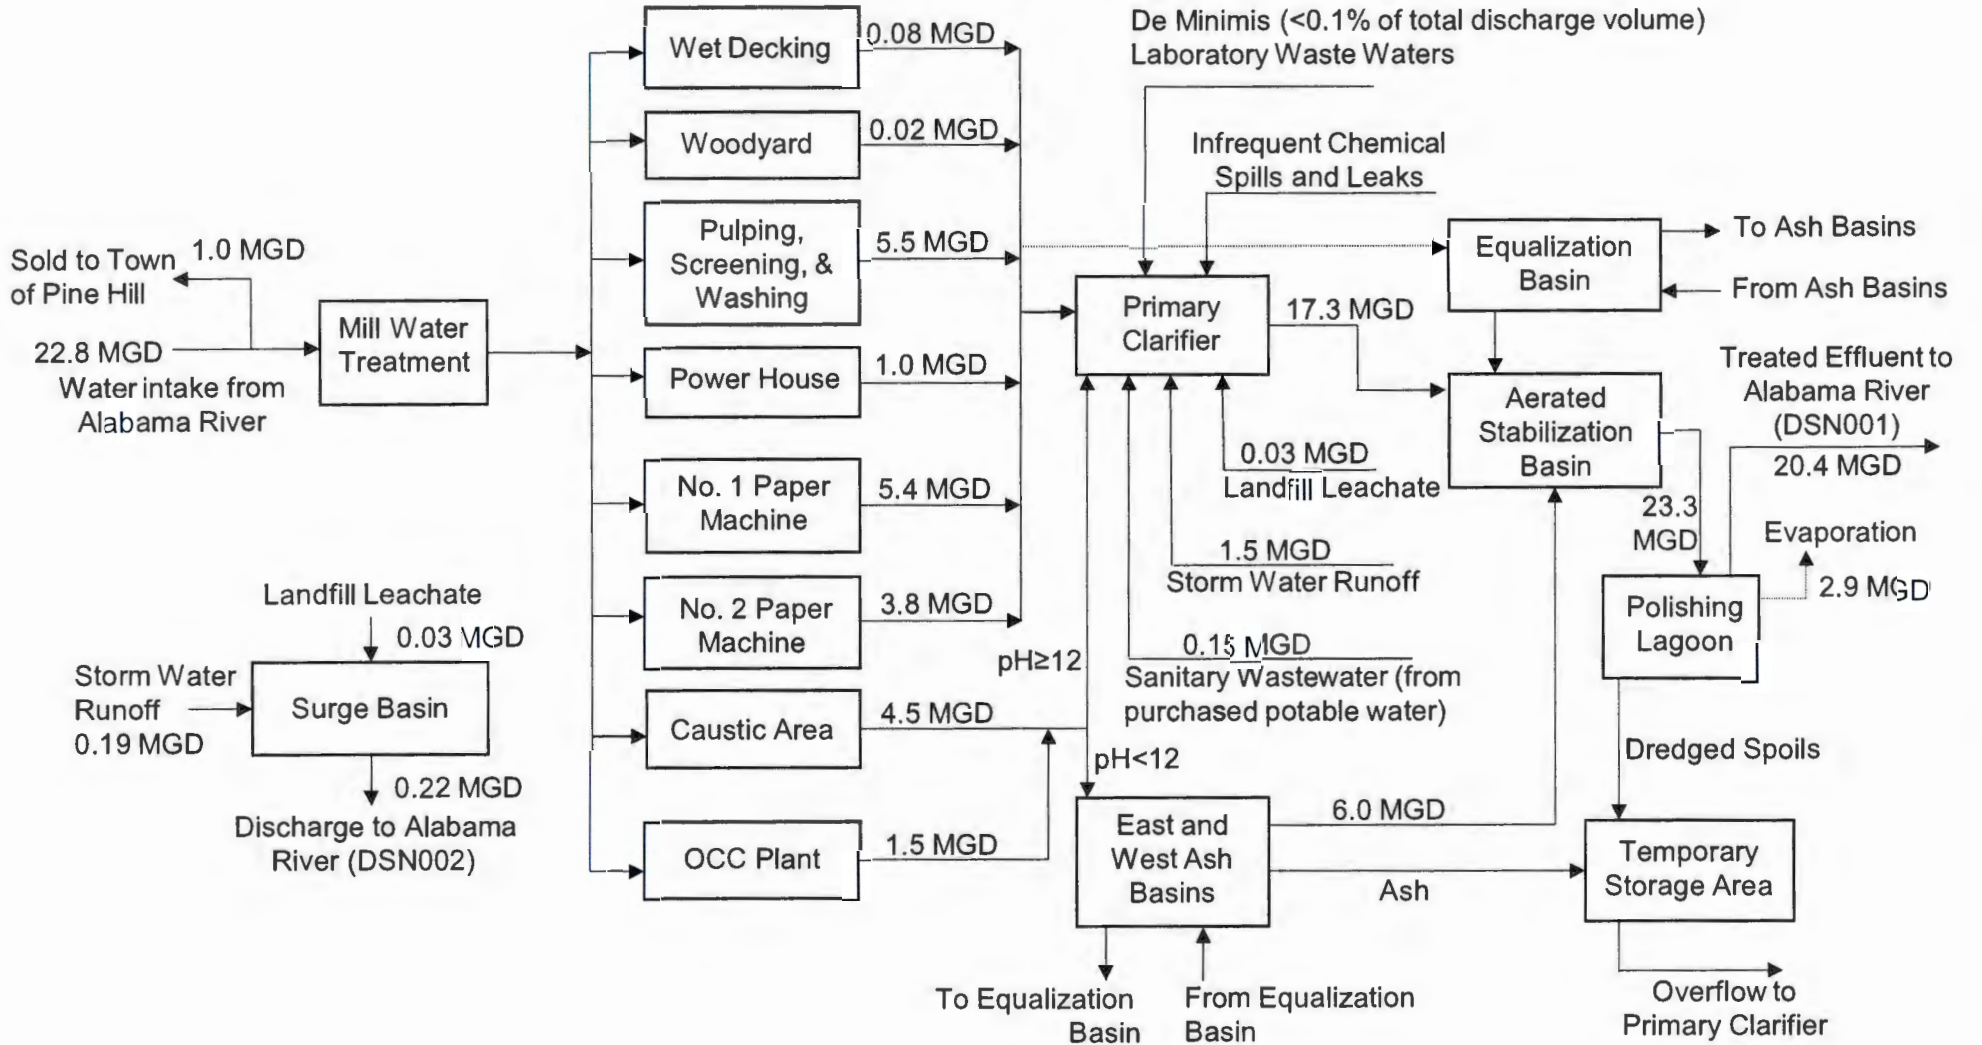 De Minimis (<0.1% of total discharge volume)
Laboratory Waste Waters
Wet Decking
0.08 MGD
Woodyard
0.02 MGD
Infrequent Chemical
Spills and Leaks
Pulping,
Screening, &
Washing
5.5 MGD
Equalization
Basin
To Ash Basins
From Ash Basins
Sold to Town
of Pine Hill
1.0 MGD
22.8 MGD
Water intake from
Alabama River
Mill Water
Treatment
Power House
1.0 MGD
Primary
Clarifier
17.3 MGD
Treated Effluent to
Alabama River
(DSN001)
20.4 MGD
Aerated
Stabilization
Basin
0.03 MGD
Landfill Leachate
No. 1 Paper
Machine
5.4 MGD
23.3
MGD
Evaporation
2.9 MGD
1.5 MGD
Storm Water Runoff
Polishing
Lagoon
No. 2 Paper
Machine
3.8 MGD
Landfill Leachate
0.03 MGD
Storm Water
Runoff
0.19 MGD
Surge Basin
0.22 MGD
Discharge to Alabama
River (DSN002)
pH≥12
0.15 MGD
Sanitary Wastewater (from
purchased potable water)
Caustic Area
4.5 MGD
pH<12
Dredged Spoils
OCC Plant
1.5 MGD
East and
West Ash
Basins
6.0 MGD
Ash
Temporary
Storage Area
To Equalization
Basin
From Equalization
Basin
Overflow to
Primary Clarifier